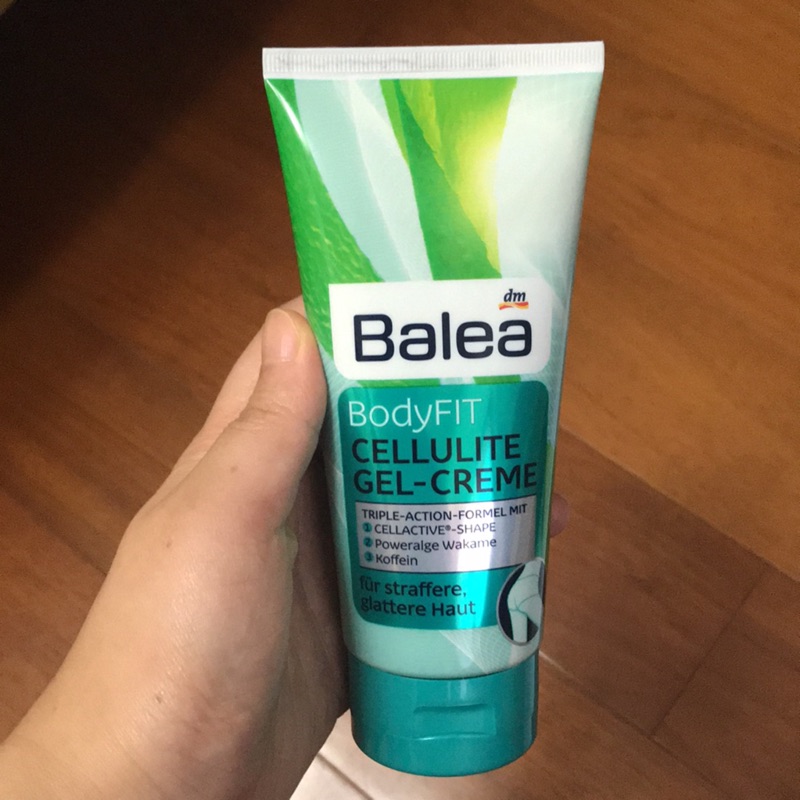 dm
Balea
BodyFIT
CELLULITE
GEL-CREME
TRIPLE-ACTION-FORMEL MIT
1 CELLACTIVE®-SHAPE
2 Poweralge Wakame
3 Koffein
für straffere,
glattere Haut